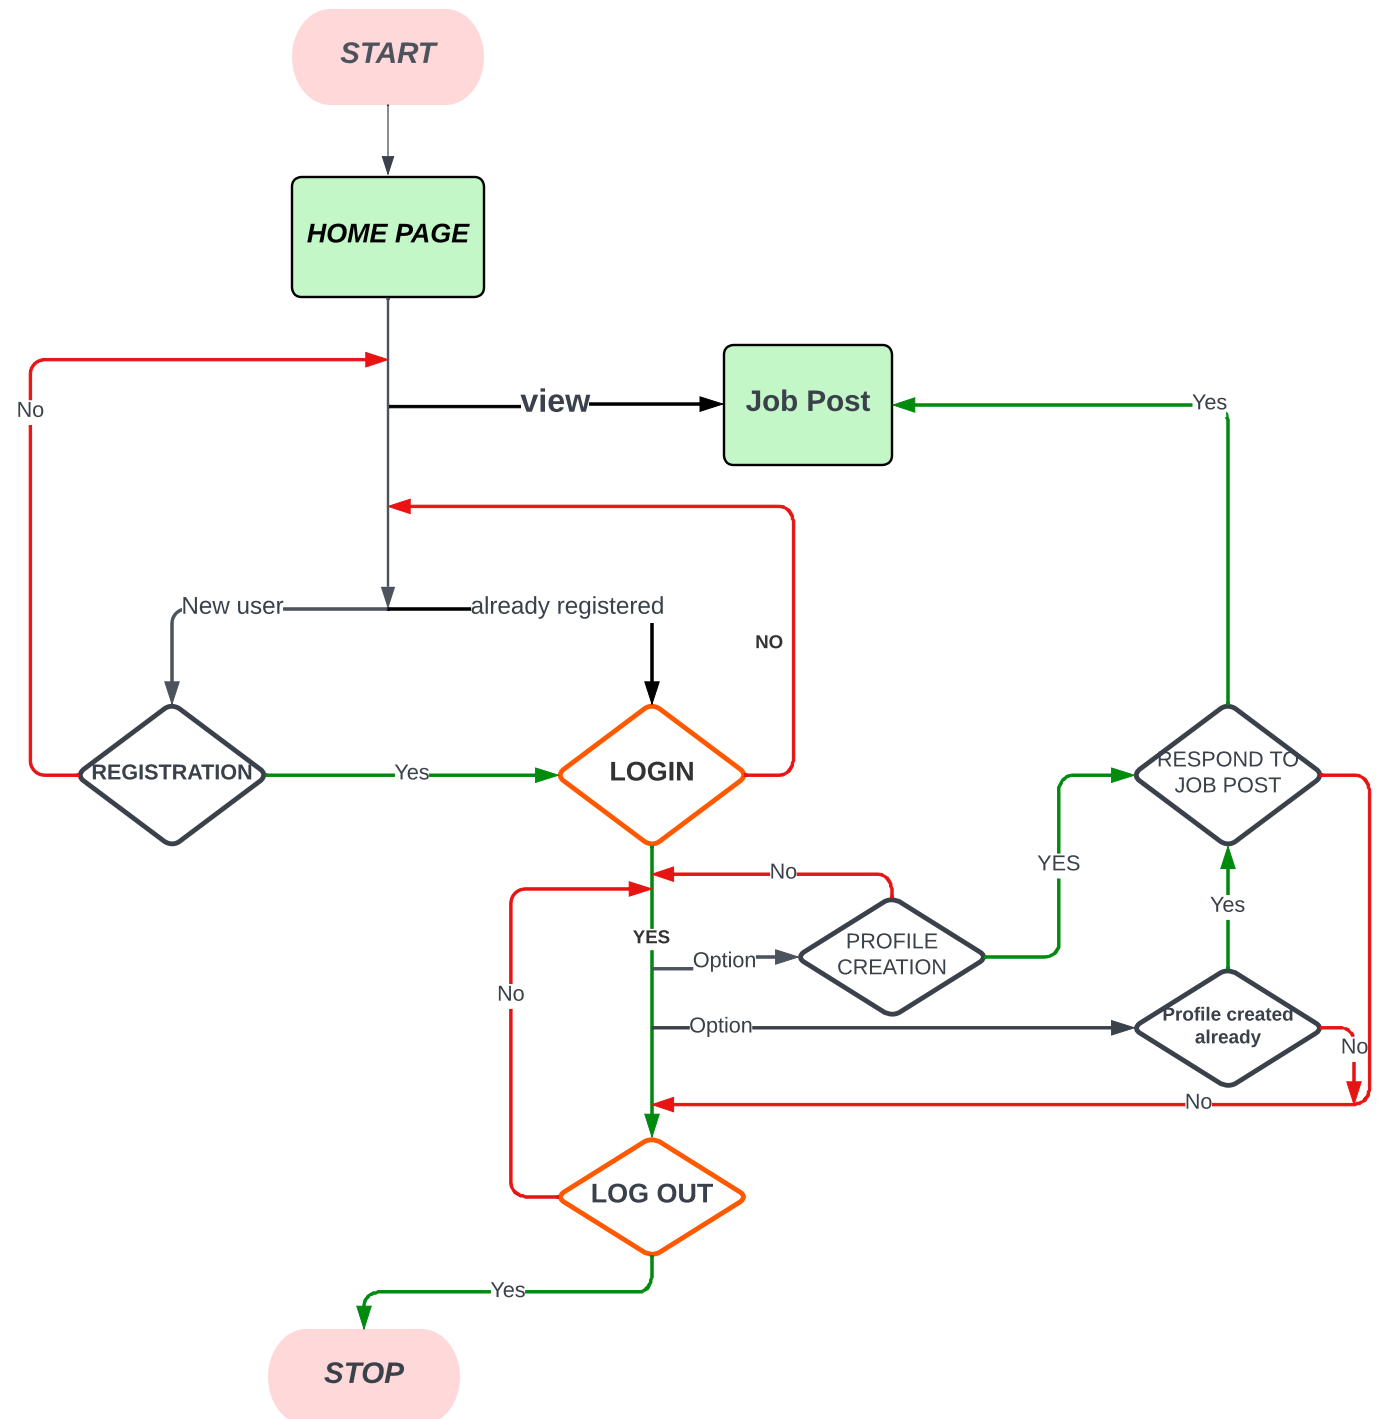 START
HOME PAGE
No
view
Job Post
Yes
New user
already registered
NO
REGISTRATION
Yes
LOGIN
RESPOND TO
JOB POST
No
YES
YES
Yes
PROFILE
CREATION
Option
No
Option
Profile created
already
No
No
LOG OUT
Yes
STOP